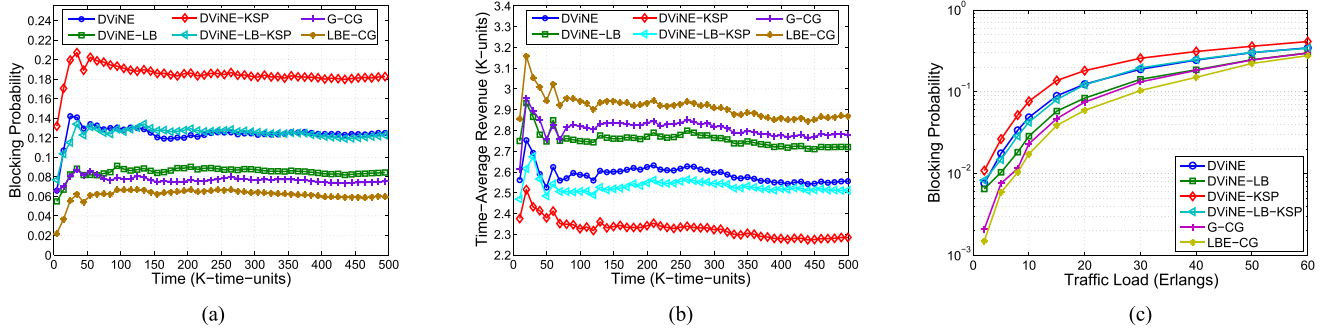 DViNE DViNE−KSP G−CG
DViNE−LB DViNE−LB−KSP LBE−CG
0.24
0.22
0.2
0.18
0.16
0.14
0.12
0.1
0.08
0.06
0.04
0.02
Blocking Probability
0 50 100 150 200 250 300 350 400 450 500
Time (K−time−units)
(a)
DViNE DViNE−KSP G−CG
DViNE−LB DViNE−LB−KSP LBE−CG
3.4
3.3
3.2
3.1
3
2.9
2.8
2.7
2.6
2.5
2.4
2.3
2.2
Time−Average Revenue (K−units)
0 50 100 150 200 250 300 350 400 450 500
Time (K−time−units)
(b)
10^0
10^−1
10^−2
10^−3
Blocking Probability
DViNE
DViNE−LB
DViNE−KSP
DViNE−LB−KSP
G−CG
LBE−CG
0 10 20 30 40 50 60
Traffic Load (Erlangs)
(c)